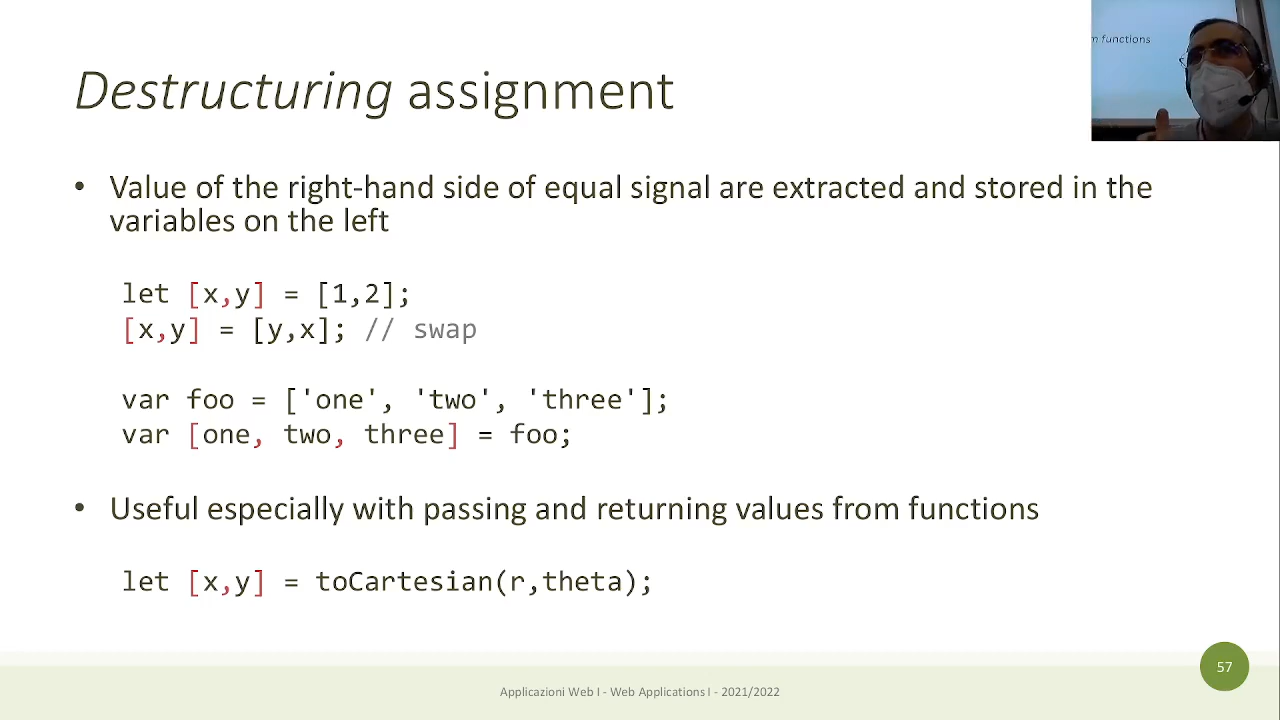 m functions
Destructuring assignment
• Value of the right-hand side of equal signal are extracted and stored in the
variables on the left
let [x,y] = [1,2];
[x,y] = [y,x]; // swap
var foo = ['one', 'two', 'three'];
var [one, two, three] = foo;
• Useful especially with passing and returning values from functions
let [x,y] = toCartesian(r,theta);
57
Applicazioni Web I - Web Applications I - 2021/2022